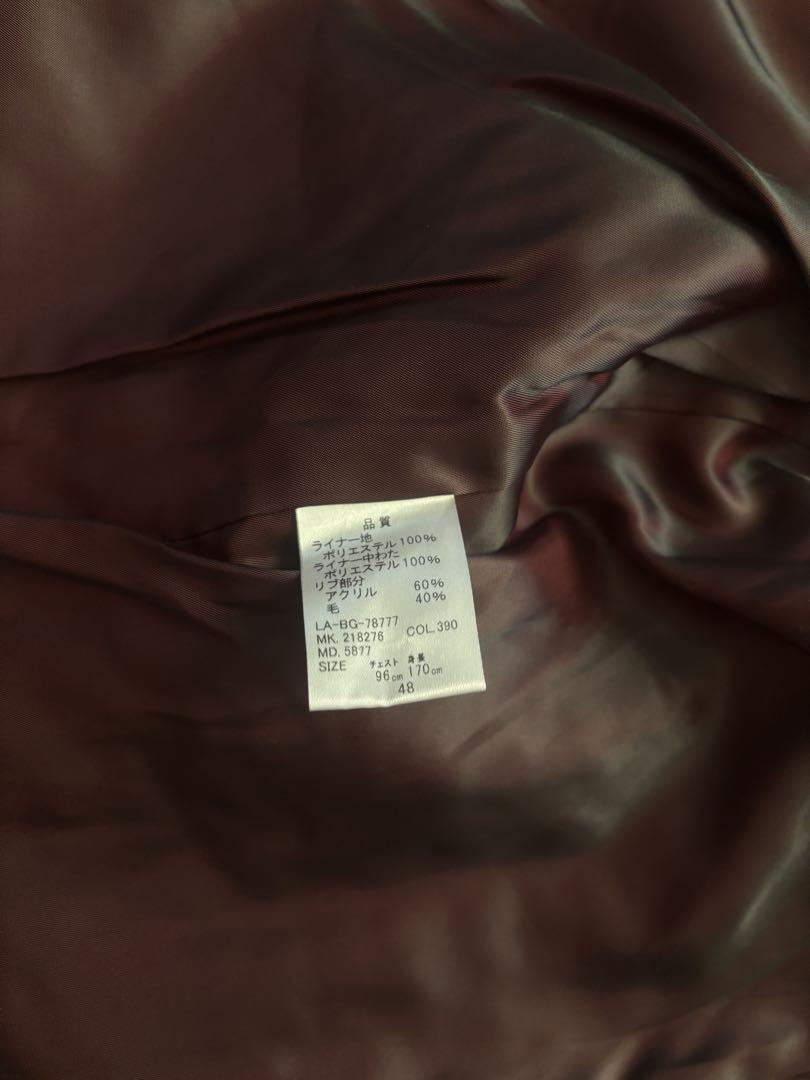 品質
ライナー地
ポリエステル100%
ライナー中わた
ポリエステル100%
リブ部分
アクリル 60%
毛 40%
LA-BG-78777
MK. 218276 COL.390
MD. 5877
SIZE チェスト 身長
96cm 170cm
48